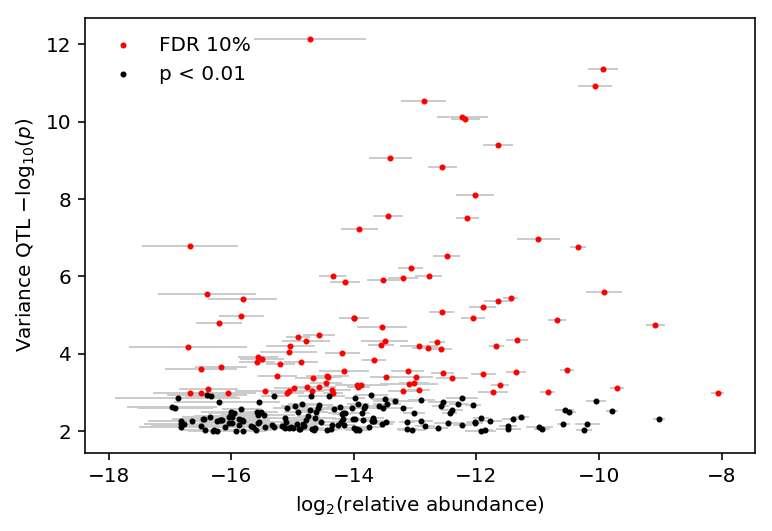 FDR 10%
p < 0.01
12
10
8
6
4
2
Variance QTL −log₁₀(p)
−18 −16 −14 −12 −10 −8
log₂(relative abundance)